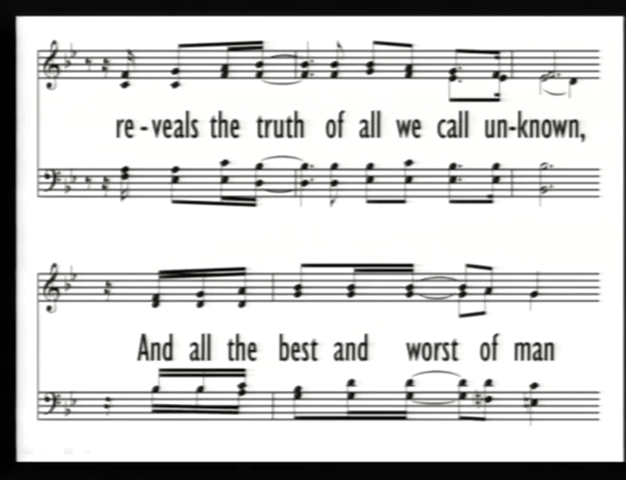 re-veals the truth of all we call un-known,
And all the best and worst of man